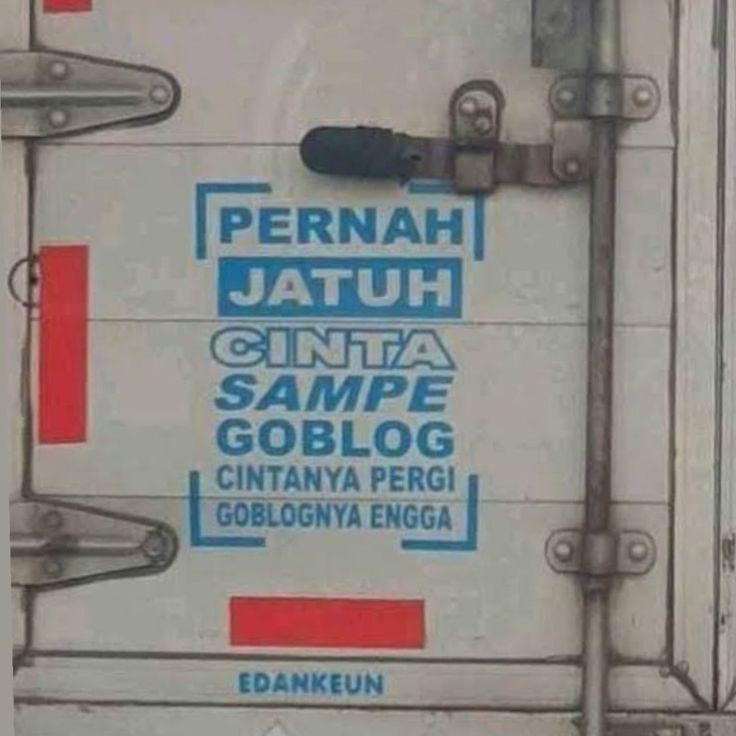 PERNAH
JATUH
CINTA
SAMPE
GOBLOG
CINTANYA PERGI
GOBLOGNYA ENGGA
EDANKEUN